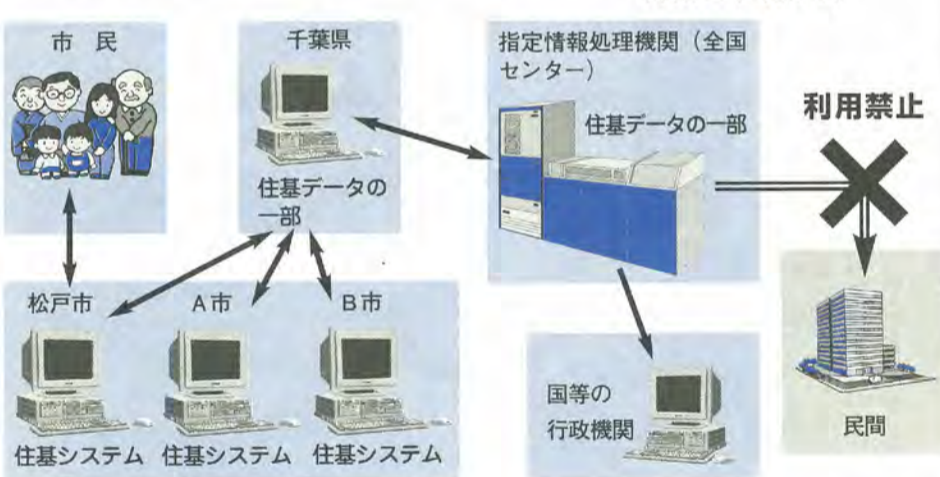 市 民
千葉県
住基データの
一部
指定情報処理機関（全国
センター）
住基データの一部
利用禁止
松戸市
A市
B市
住基システム
住基システム
住基システム
国等の
行政機関
民間